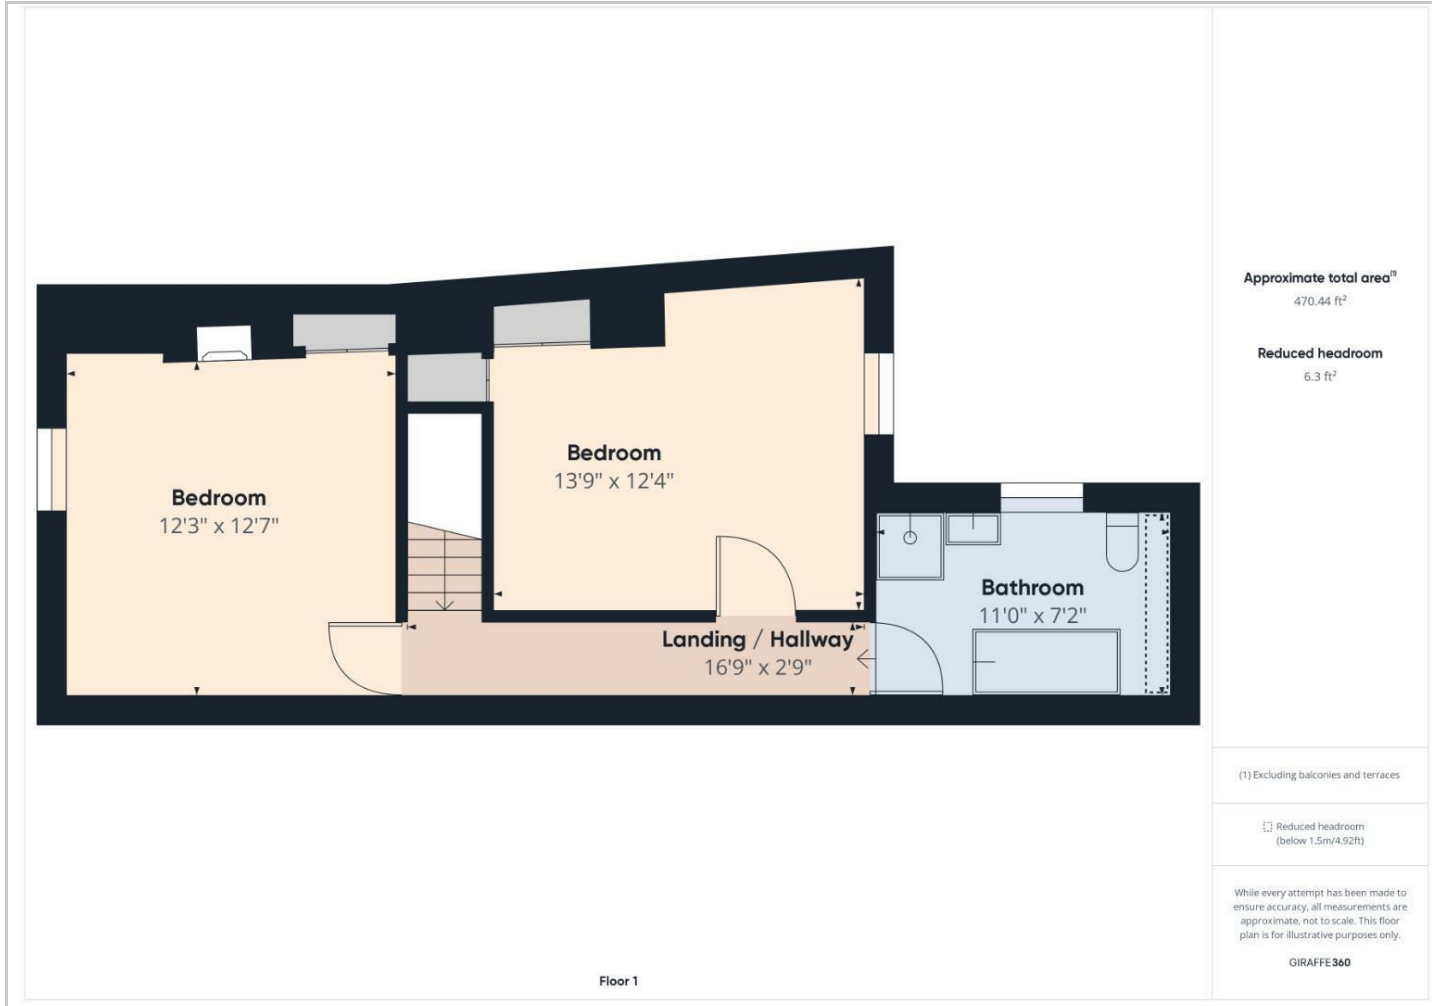 Bedroom
12'3" x 12'7"
Bedroom
13'9" x 12'4"
Landing / Hallway
16'9" x 2'9"
Bathroom
11'0" x 7'2"
Floor 1
Approximate total area⁽¹⁾
470.44 ft²
Reduced headroom
6.3 ft²
(1) Excluding balconies and terraces
Reduced headroom
(below 1.5m/4.92ft)
While every attempt has been made to
ensure accuracy, all measurements are
approximate, not to scale. This floor
plan is for illustrative purposes only.
GIRAFFE360